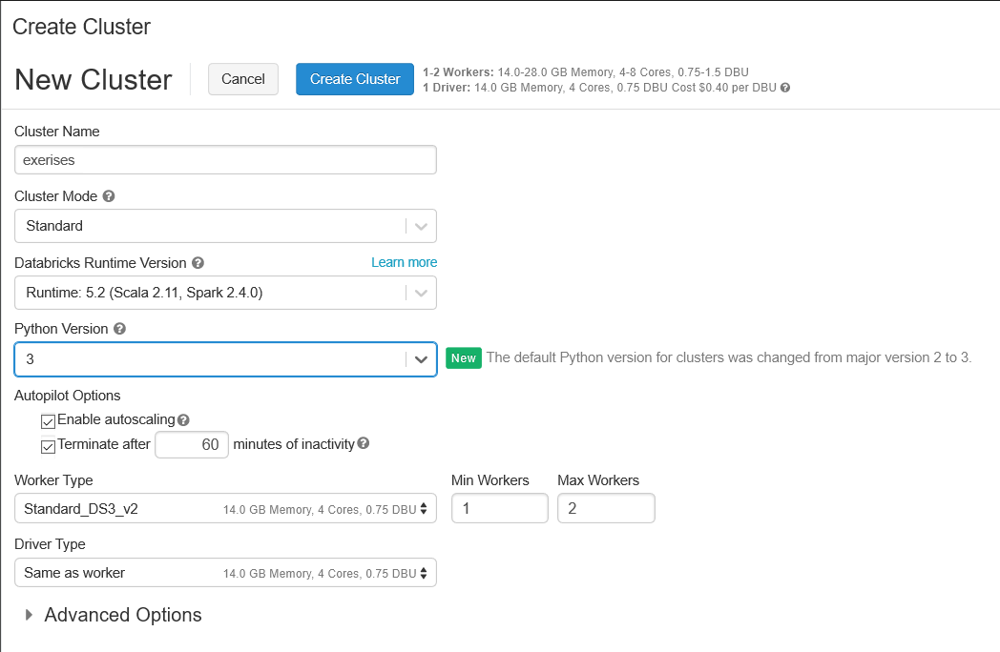 Create Cluster
New Cluster Cancel Create Cluster 1-2 Workers: 14.0-28.0 GB Memory, 4-8 Cores, 0.75-1.5 DBU
1 Driver: 14.0 GB Memory, 4 Cores, 0.75 DBU Cost $0.40 per DBU ?
Cluster Name
exerises
Cluster Mode ?
Standard
Databricks Runtime Version ? Learn more
Runtime: 5.2 (Scala 2.11, Spark 2.4.0)
Python Version ?
3 New The default Python version for clusters was changed from major version 2 to 3.
Autopilot Options
Enable autoscaling ?
Terminate after 60 minutes of inactivity ?
Worker Type Min Workers Max Workers
Standard_DS3_v2 14.0 GB Memory, 4 Cores, 0.75 DBU 1 2
Driver Type
Same as worker 14.0 GB Memory, 4 Cores, 0.75 DBU
Advanced Options